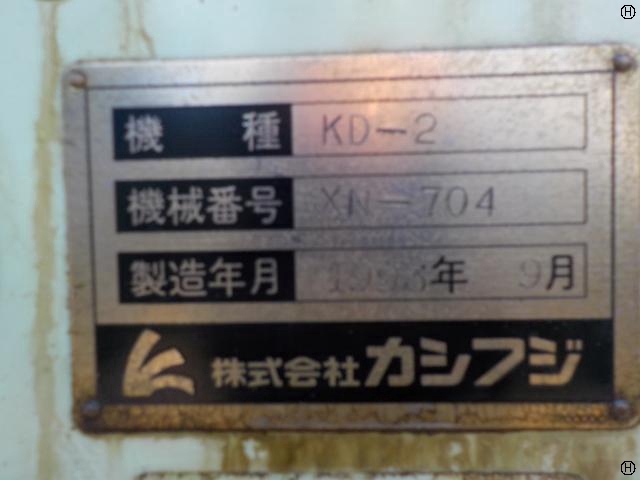 機種 KD-2
機械番号 XN-704
製造年月 年 9月
株式会社カシフジ